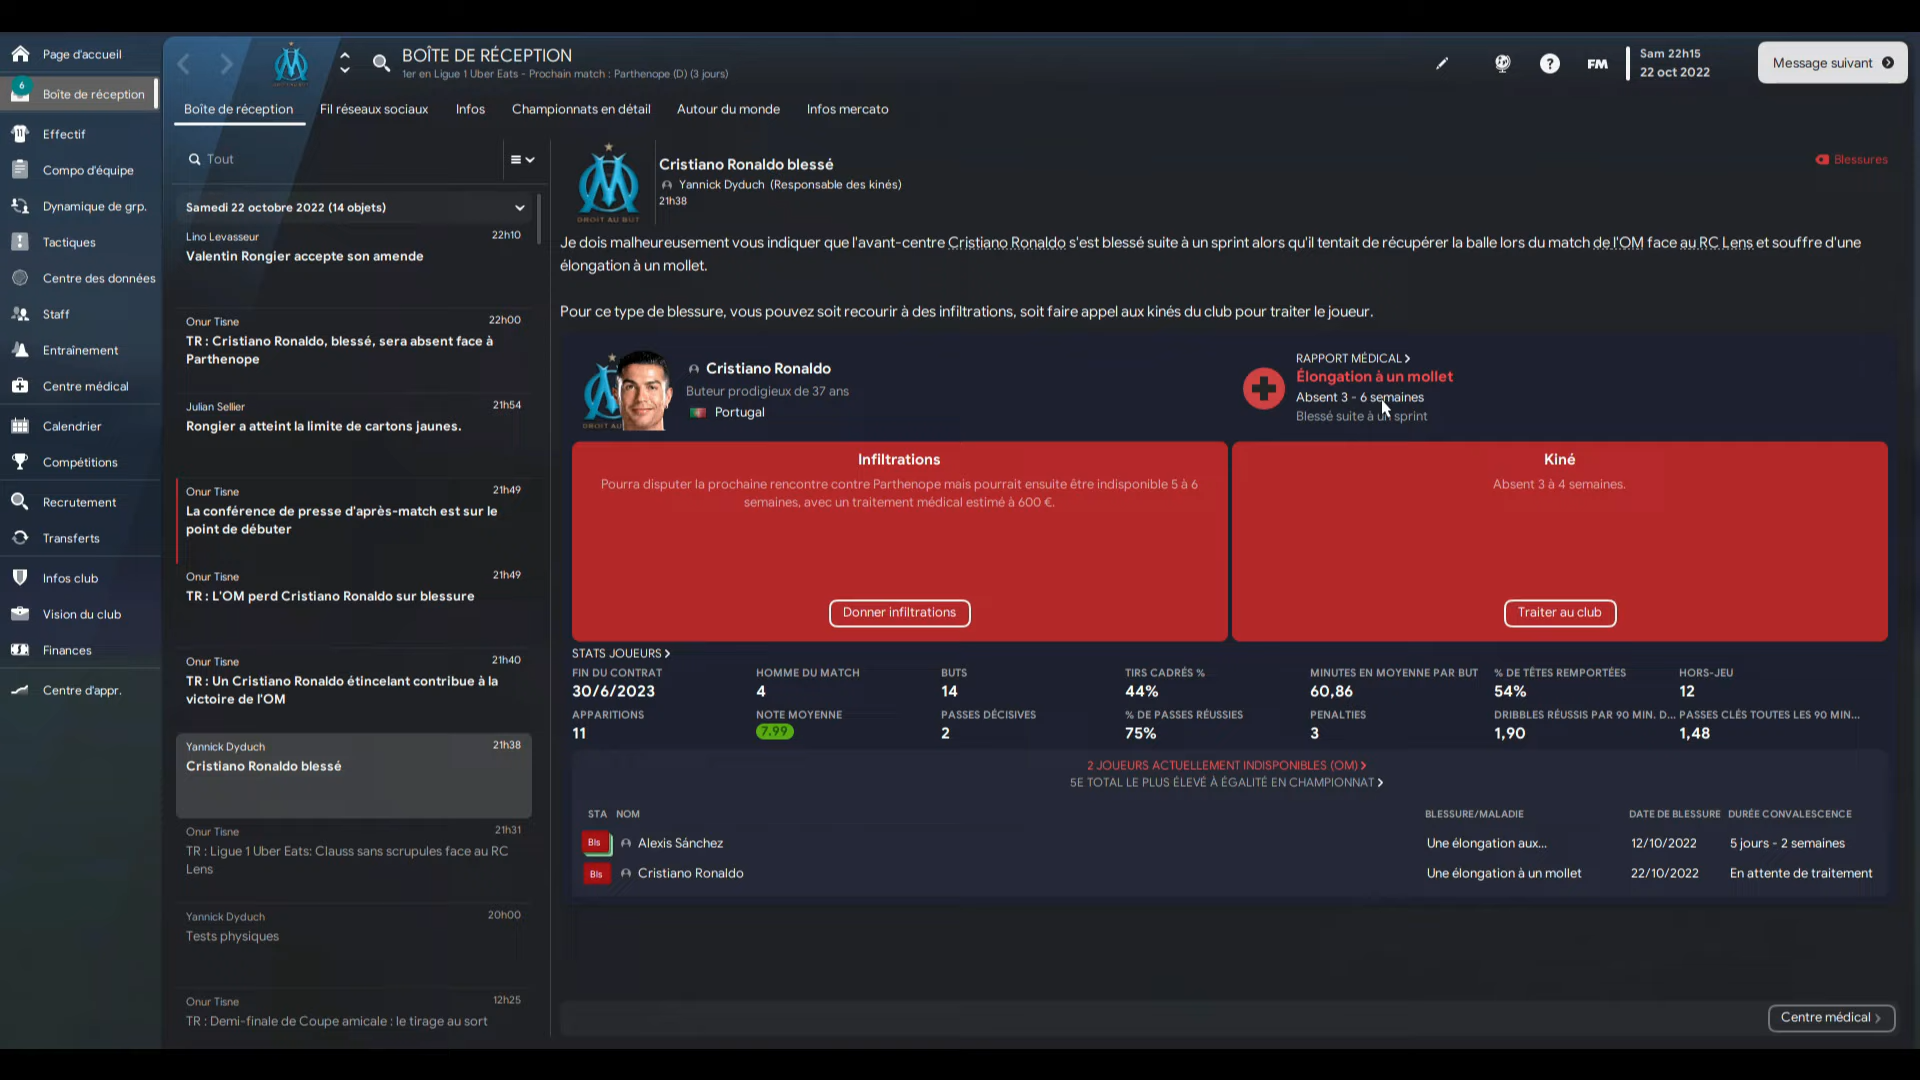 Page d'accueil
6
Boîte de réception
Effectif
Compo d'équipe
Dynamique de grp.
Tactiques
Centre des données
Staff
Entraînement
Centre médical
Calendrier
Compétitions
Recrutement
Transferts
Infos club
Vision du club
Finances
Centre d'appr.
BOÎTE DE RÉCEPTION
1er en Ligue 1 Uber Eats - Prochain match : Parthenope (D) (3 jours)
FM
Sam 22h15
22 oct 2022
Message suivant
Boîte de réception
Fil réseaux sociaux
Infos
Championnats en détail
Autour du monde
Infos mercato
Tout
Samedi 22 octobre 2022 (14 objets)
Lino Levasseur 22h10
Valentin Rongier accepte son amende
Onur Tisne 22h00
TR : Cristiano Ronaldo, blessé, sera absent face à
Parthenope
Julian Sellier 21h54
Rongier a atteint la limite de cartons jaunes.
Onur Tisne 21h49
La conférence de presse d'après-match est sur le
point de débuter
Onur Tisne 21h49
TR : L'OM perd Cristiano Ronaldo sur blessure
Onur Tisne 21h40
TR : Un Cristiano Ronaldo étincelant contribue à la
victoire de l'OM
Yannick Dyduch 21h38
Cristiano Ronaldo blessé
Onur Tisne 21h31
TR : Ligue 1 Uber Eats: Clauss sans scrupules face au RC
Lens
Yannick Dyduch 20h00
Tests physiques
Onur Tisne 12h25
TR : Demi-finale de Coupe amicale : le tirage au sort
DROIT AU BUT
Cristiano Ronaldo blessé
Yannick Dyduch (Responsable des kinés)
21h38
Blessures
Je dois malheureusement vous indiquer que l'avant-centre Cristiano Ronaldo s'est blessé suite à un sprint alors qu'il tentait de récupérer la balle lors du match de l'OM face au RC Lens et souffre d'une
élongation à un mollet.
Pour ce type de blessure, vous pouvez soit recourir à des infiltrations, soit faire appel aux kinés du club pour traiter le joueur.
DROIT AU
Cristiano Ronaldo
Buteur prodigieux de 37 ans
Portugal
RAPPORT MÉDICAL
Élongation à un mollet
Absent 3 - 6 semaines
Blessé suite à un sprint
Infiltrations
Pourra disputer la prochaine rencontre contre Parthenope mais pourrait ensuite être indisponible 5 à 6
semaines, avec un traitement médical estimé à 600 €.
Donner infiltrations
Kiné
Absent 3 à 4 semaines.
Traiter au club
STATS JOUEURS
FIN DU CONTRAT HOMME DU MATCH BUTS TIRS CADRÉS % MINUTES EN MOYENNE PAR BUT % DE TÊTES REMPORTÉES HORS-JEU
30/6/2023 4 14 44% 60,86 54% 12
APPARITIONS NOTE MOYENNE PASSES DÉCISIVES % DE PASSES RÉUSSIES PENALTIES DRIBBLES RÉUSSIS PAR 90 MIN. D... PASSES CLÉS TOUTES LES 90 MIN...
11 7.99 2 75% 3 1,90 1,48
2 JOUEURS ACTUELLEMENT INDISPONIBLES (OM)
5E TOTAL LE PLUS ÉLEVÉ À ÉGALITÉ EN CHAMPIONNAT
STA NOM BLESSURE/MALADIE DATE DE BLESSURE DURÉE CONVALESCENCE
Bls Alexis Sánchez Une élongation aux... 12/10/2022 5 jours - 2 semaines
Bls Cristiano Ronaldo Une élongation à un mollet 22/10/2022 En attente de traitement
Centre médical